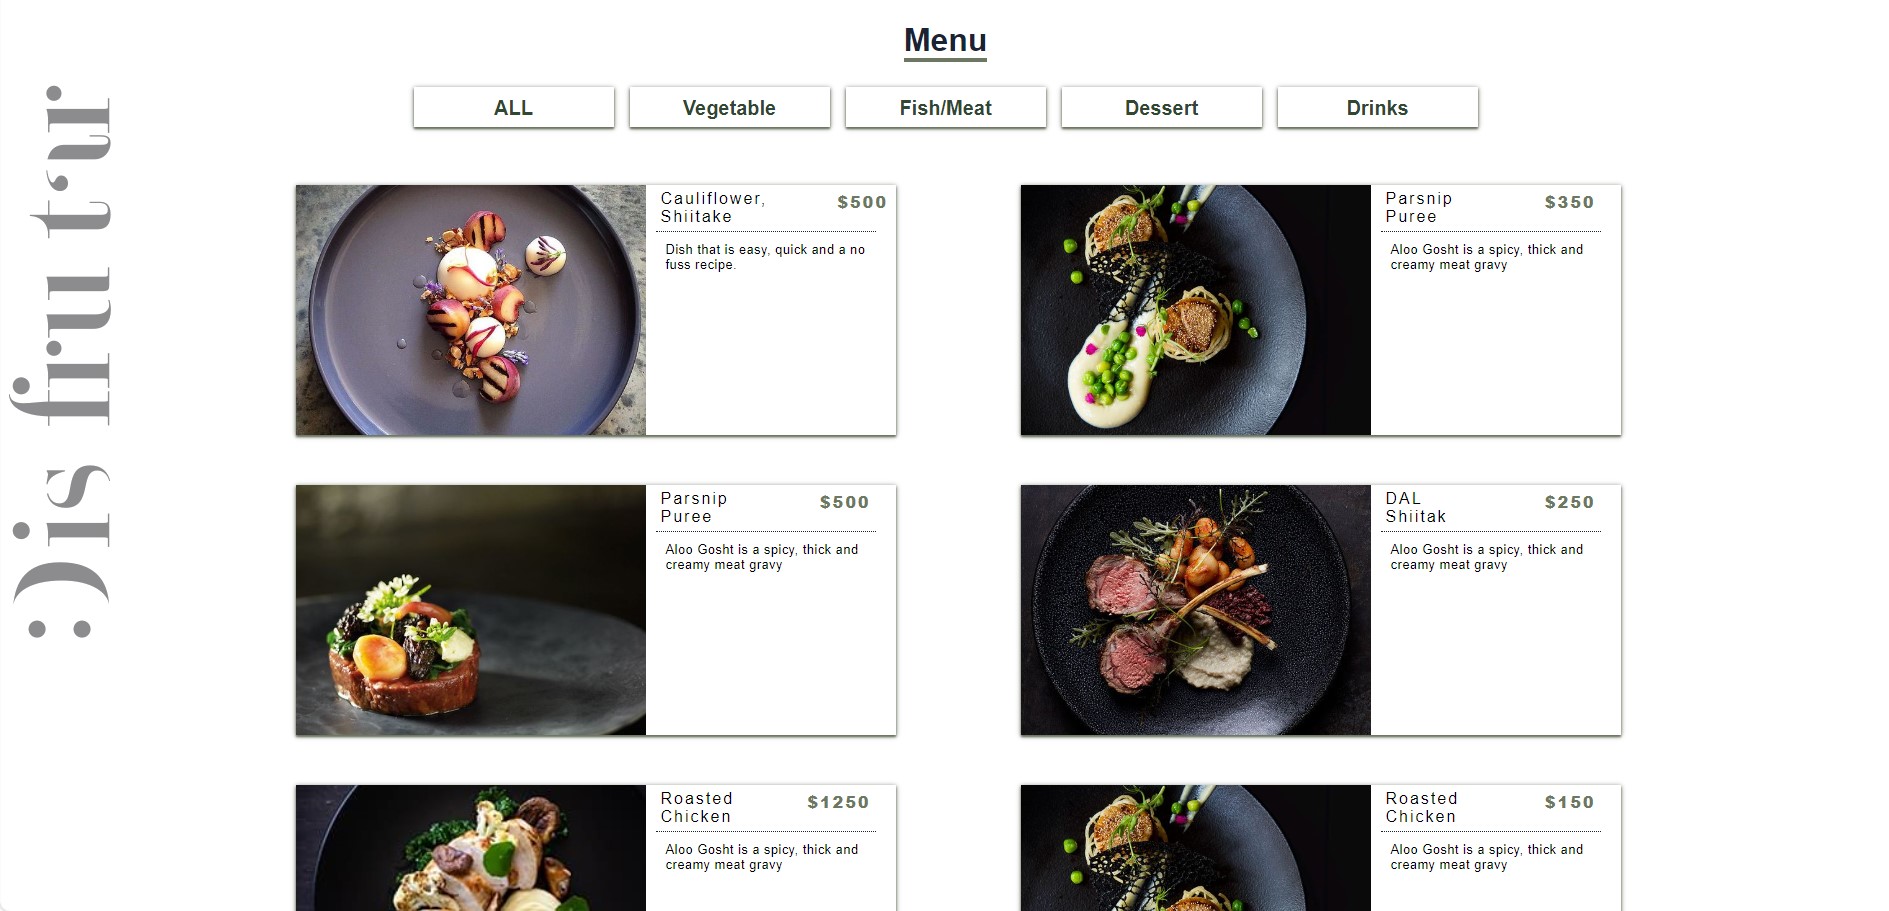 Menu
ALL
Vegetable
Fish/Meat
Dessert
Drinks
:)is fru t'ur
Cauliflower,
Shiitake
$500
Dish that is easy, quick and a no
fuss recipe.
Parsnip
Puree
$350
Aloo Gosht is a spicy, thick and
creamy meat gravy
Parsnip
Puree
$500
Aloo Gosht is a spicy, thick and
creamy meat gravy
DAL
Shiitak
$250
Aloo Gosht is a spicy, thick and
creamy meat gravy
Roasted
Chicken
$1250
Aloo Gosht is a spicy, thick and
creamy meat gravy
Roasted
Chicken
$150
Aloo Gosht is a spicy, thick and
creamy meat gravy